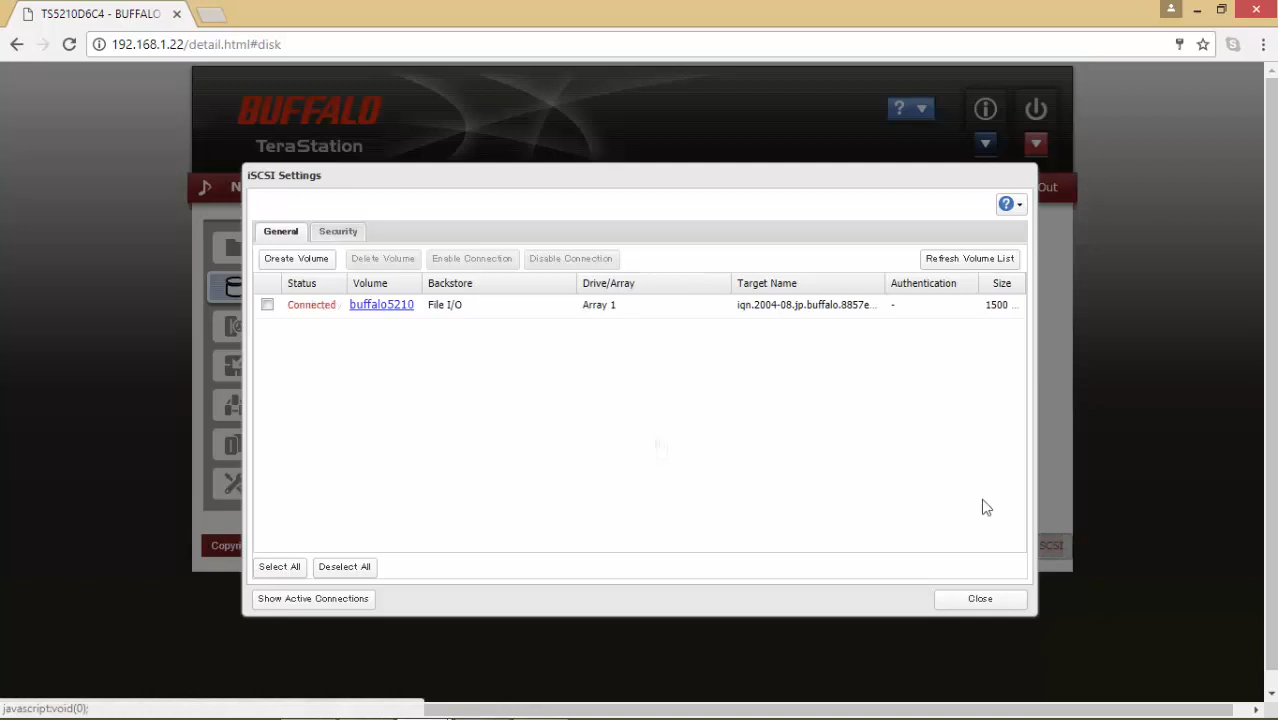 TS5210D6C4 - BUFFALO
192.168.1.22/detail.html#disk
BUFFALO
TeraStation
?
iSCSI Settings
N
Out
?
General Security
Create Volume Delete Volume Enable Connection Disable Connection Refresh Volume List
Status Volume Backstore Drive/Array Target Name Authentication Size
Connected buffalo5210 File I/O Array 1 iqn.2004-08.jp.buffalo.8857e... - 1500 ...
Copyri
SCSI
Select All Deselect All
Show Active Connections Close
javascript:void(0);